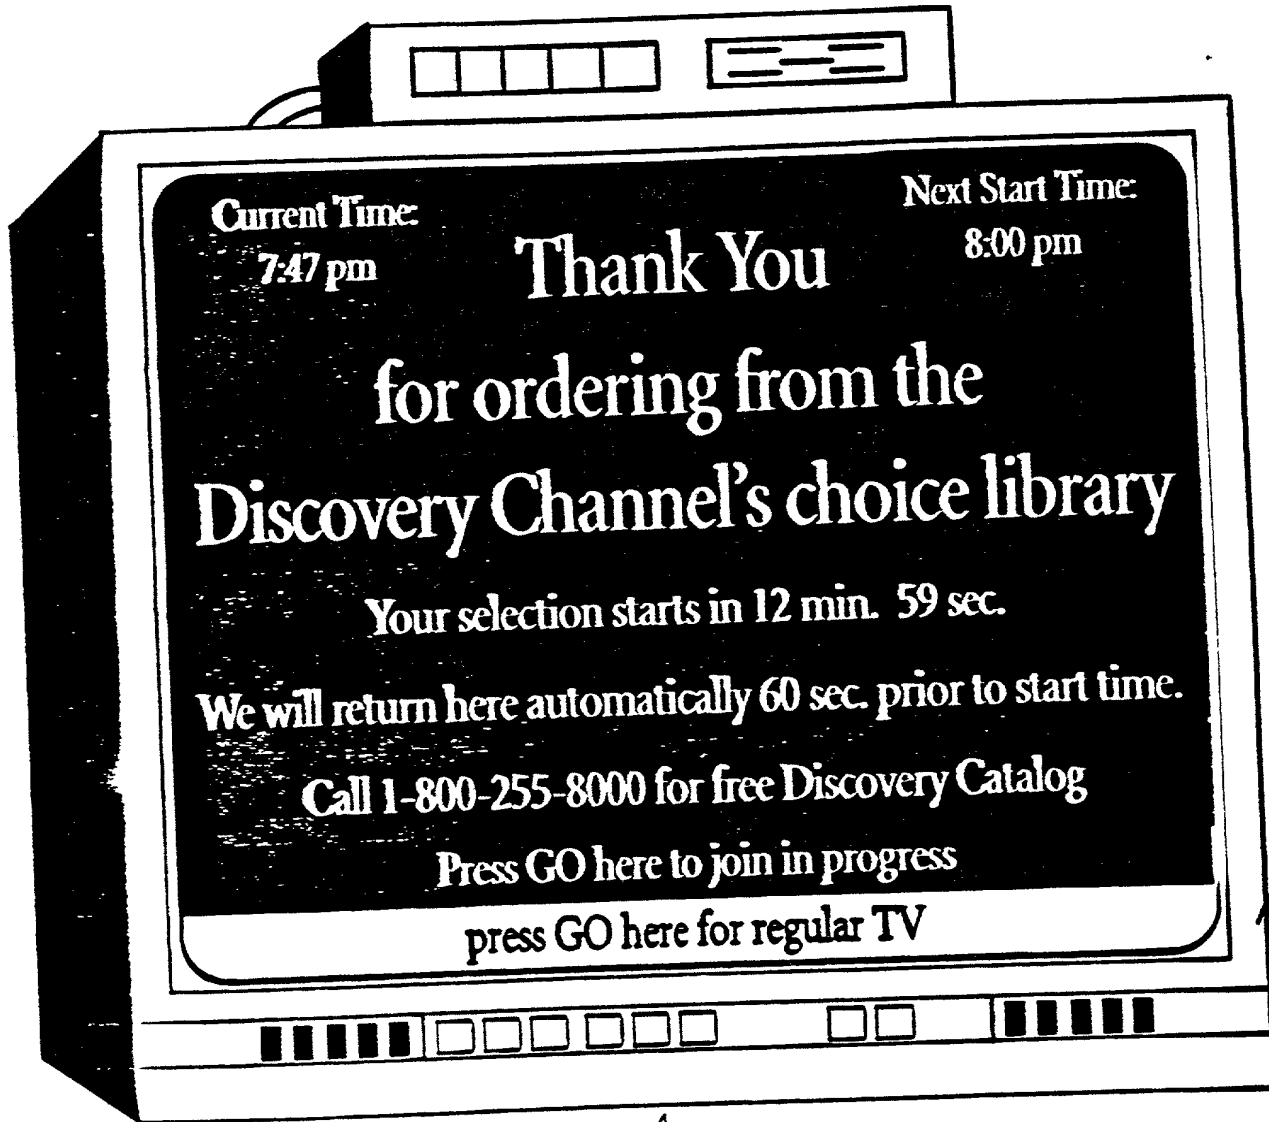 Current Time:
7:47 pm
Next Start Time:
8:00 pm
Thank You
for ordering from the
Discovery Channel's choice library
Your selection starts in 12 min. 59 sec.
We will return here automatically 60 sec. prior to start time.
Call 1-800-255-8000 for free Discovery Catalog
Press GO here to join in progress
press GO here for regular TV